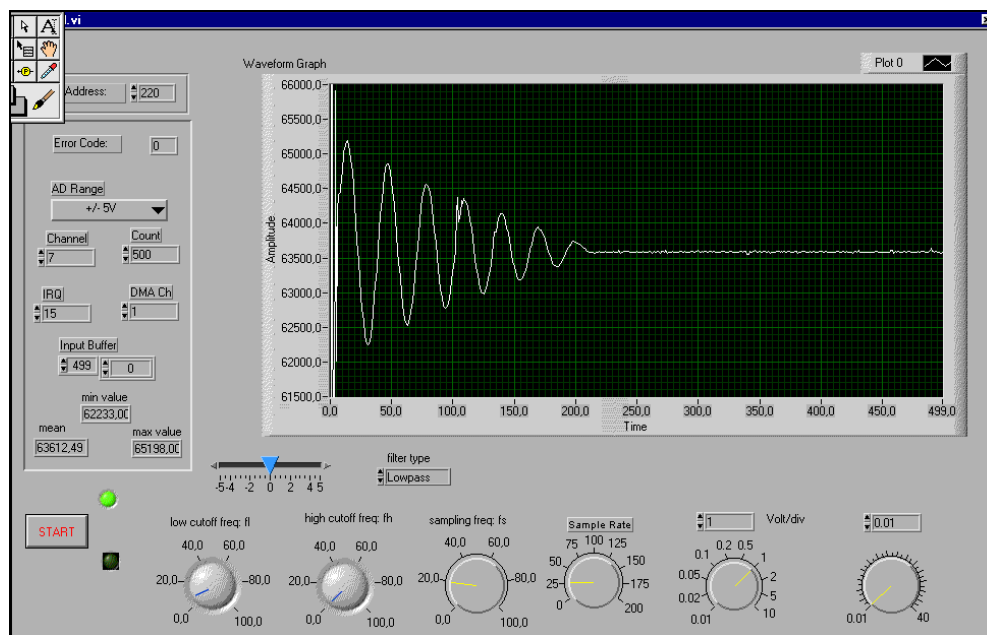 .vi
A
Address: 220
Error Code: 0
AD Range
+/- 5V
Channel Count
7 500
IRQ DMA Ch
15 1
Input Buffer
499 0
min value
62233,00
mean max value
63612,49 65198,00
START
Waveform Graph
Plot 0
66000,0
65500,0
65000,0
64500,0
64000,0
63500,0
63000,0
62500,0
62000,0
61500,0
Amplitude
0,0 50,0 100,0 150,0 200,0 250,0 300,0 350,0 400,0 450,0 499,0
Time
-5 -4 -2 0 2 4 5
filter type
Lowpass
low cutoff freq: fl
0,0 20,0 40,0 60,0 80,0 100,0
high cutoff freq: fh
0,0 20,0 40,0 60,0 80,0 100,0
sampling freq: fs
0,0 20,0 40,0 60,0 80,0 100,0
Sample Rate
0 25 50 75 100 125 150 175 200
1 Volt/div
0.01 0.02 0.05 0.1 0.2 0.5 1 2 5 10
0.01
0.01 40